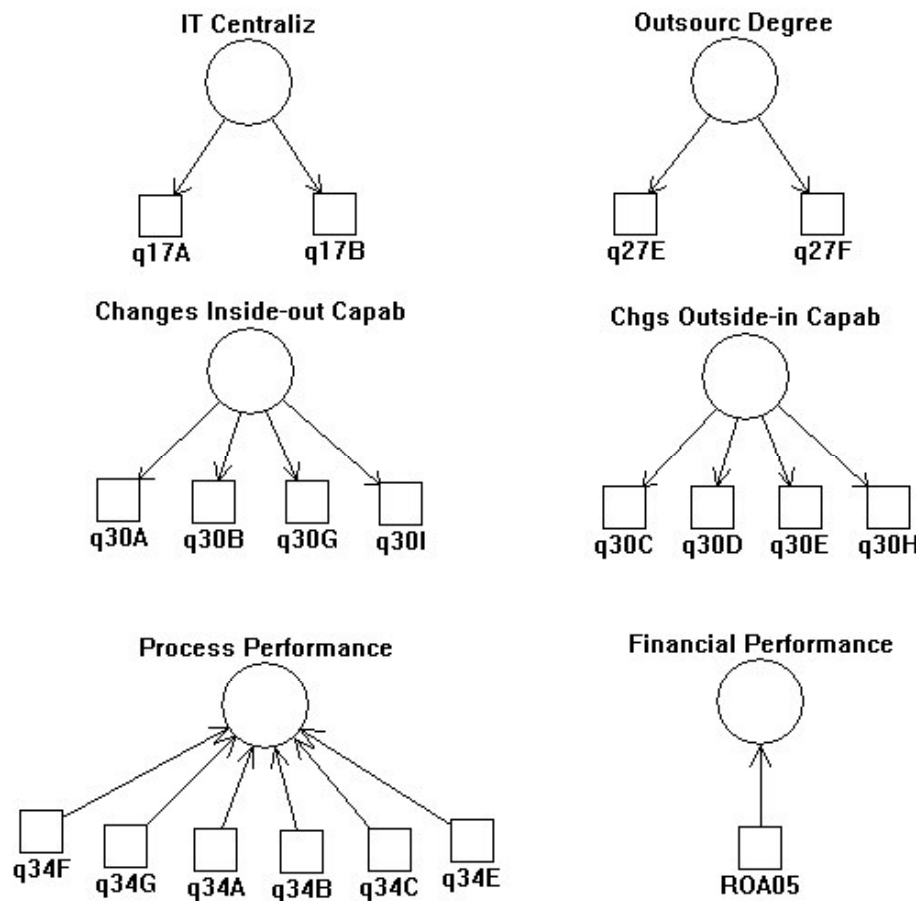 IT Centraliz
Outsourc Degree
q17A
q17B
q27E
q27F
Changes Inside-out Capab
Chgs Outside-in Capab
q30A
q30B
q30G
q30I
q30C
q30D
q30E
q30H
Process Performance
Financial Performance
q34F
q34G
q34A
q34B
q34C
q34E
ROA05